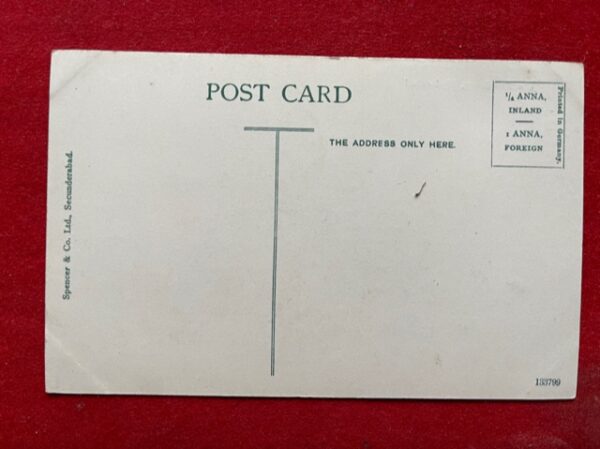 POST CARD
THE ADDRESS ONLY HERE.
1/4 ANNA,
INLAND
1 ANNA,
FOREIGN
Printed in Germany.
Spencer & Co. Ltd., Secunderabad.
133799